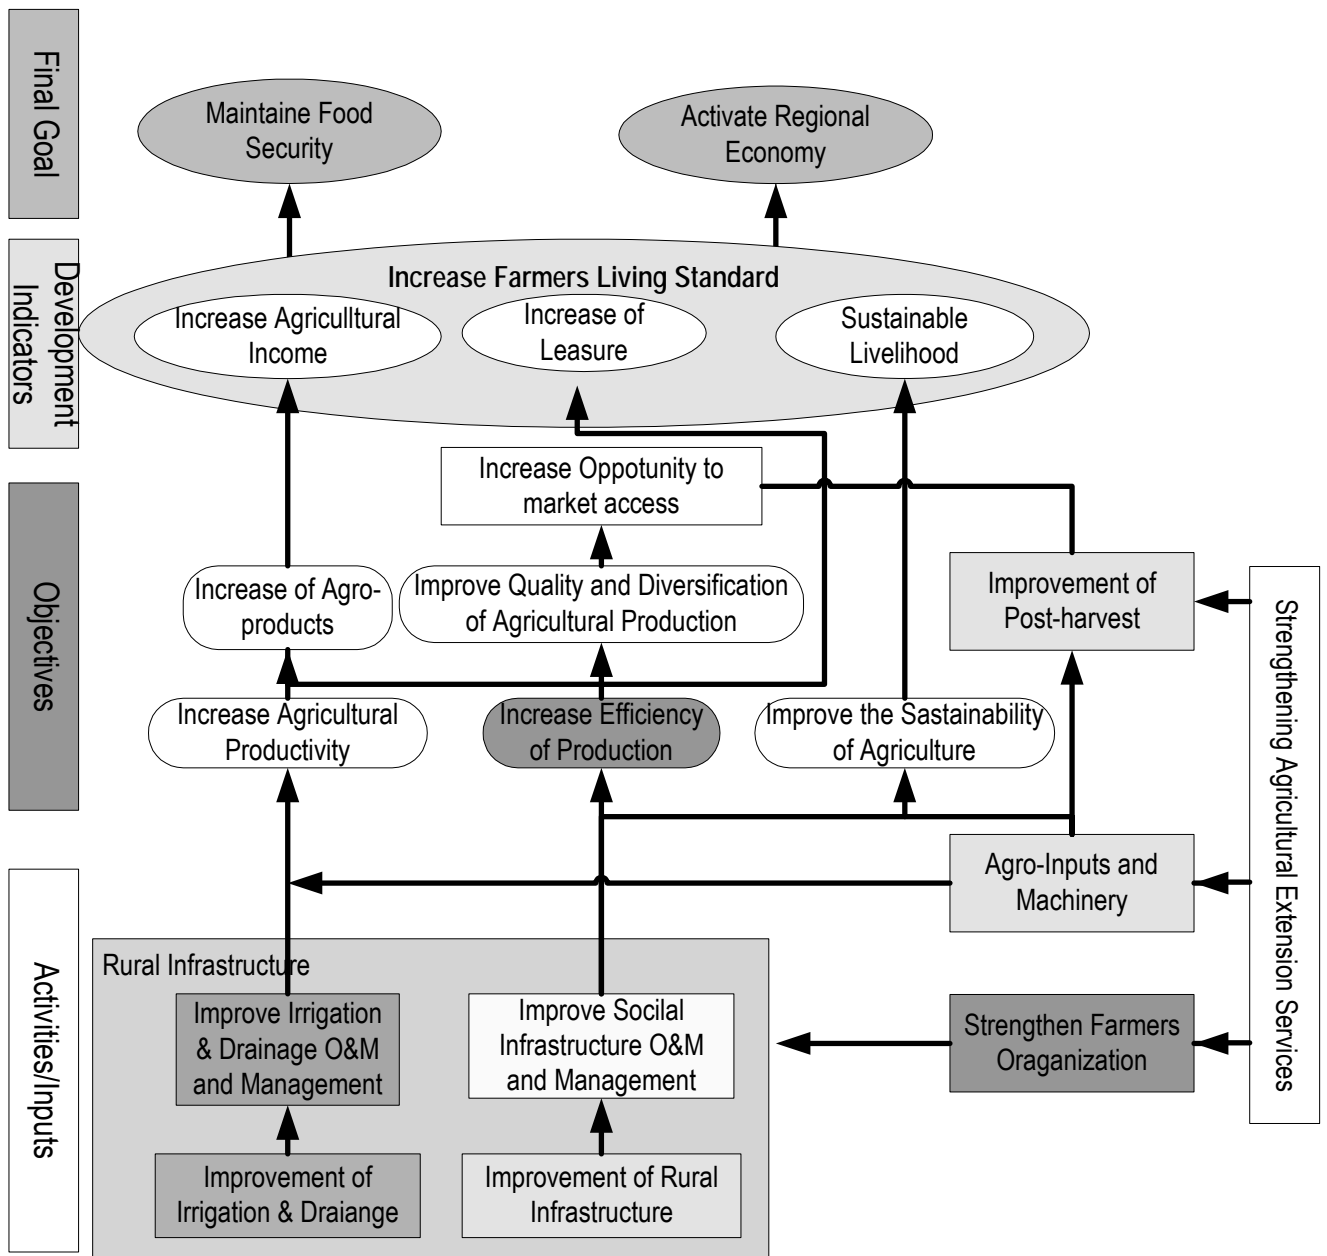 Final Goal
Maintaine Food
Security
Activate Regional
Economy
Development
Indicators
Increase Farmers Living Standard
Increase Agricultural
Income
Increase of
Leasure
Sustainable
Livelihood
Objectives
Increase Oppotunity to
market access
Increase of Agro-
products
Improve Quality and Diversification
of Agricultural Production
Improvement of
Post-harvest
Increase Agricultural
Productivity
Increase Efficiency
of Production
Improve the Sastainability
of Agriculture
Strengthening Agricultural Extension Services
Activities/Inputs
Agro-Inputs and
Machinery
Rural Infrastructure
Improve Irrigation
& Drainage O&M
and Management
Improve Socilal
Infrastructure O&M
and Management
Strengthen Farmers
Oraganization
Improvement of
Irrigation & Draiange
Improvement of Rural
Infrastructure